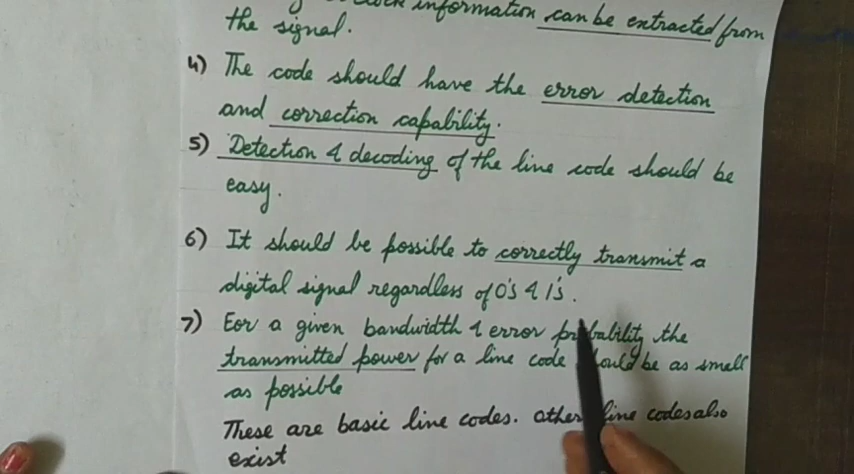 clock information can be extracted from
the signal.
4) The code should have the error detection
and correction capability.
5) Detection & decoding of the line code should be
easy.
6) It should be possible to correctly transmit a
digital signal regardless of 0's & 1's.
7) For a given bandwidth & error probability the
transmitted power for a line code should be as small
as possible
These are basic line codes. other line codes also
exist